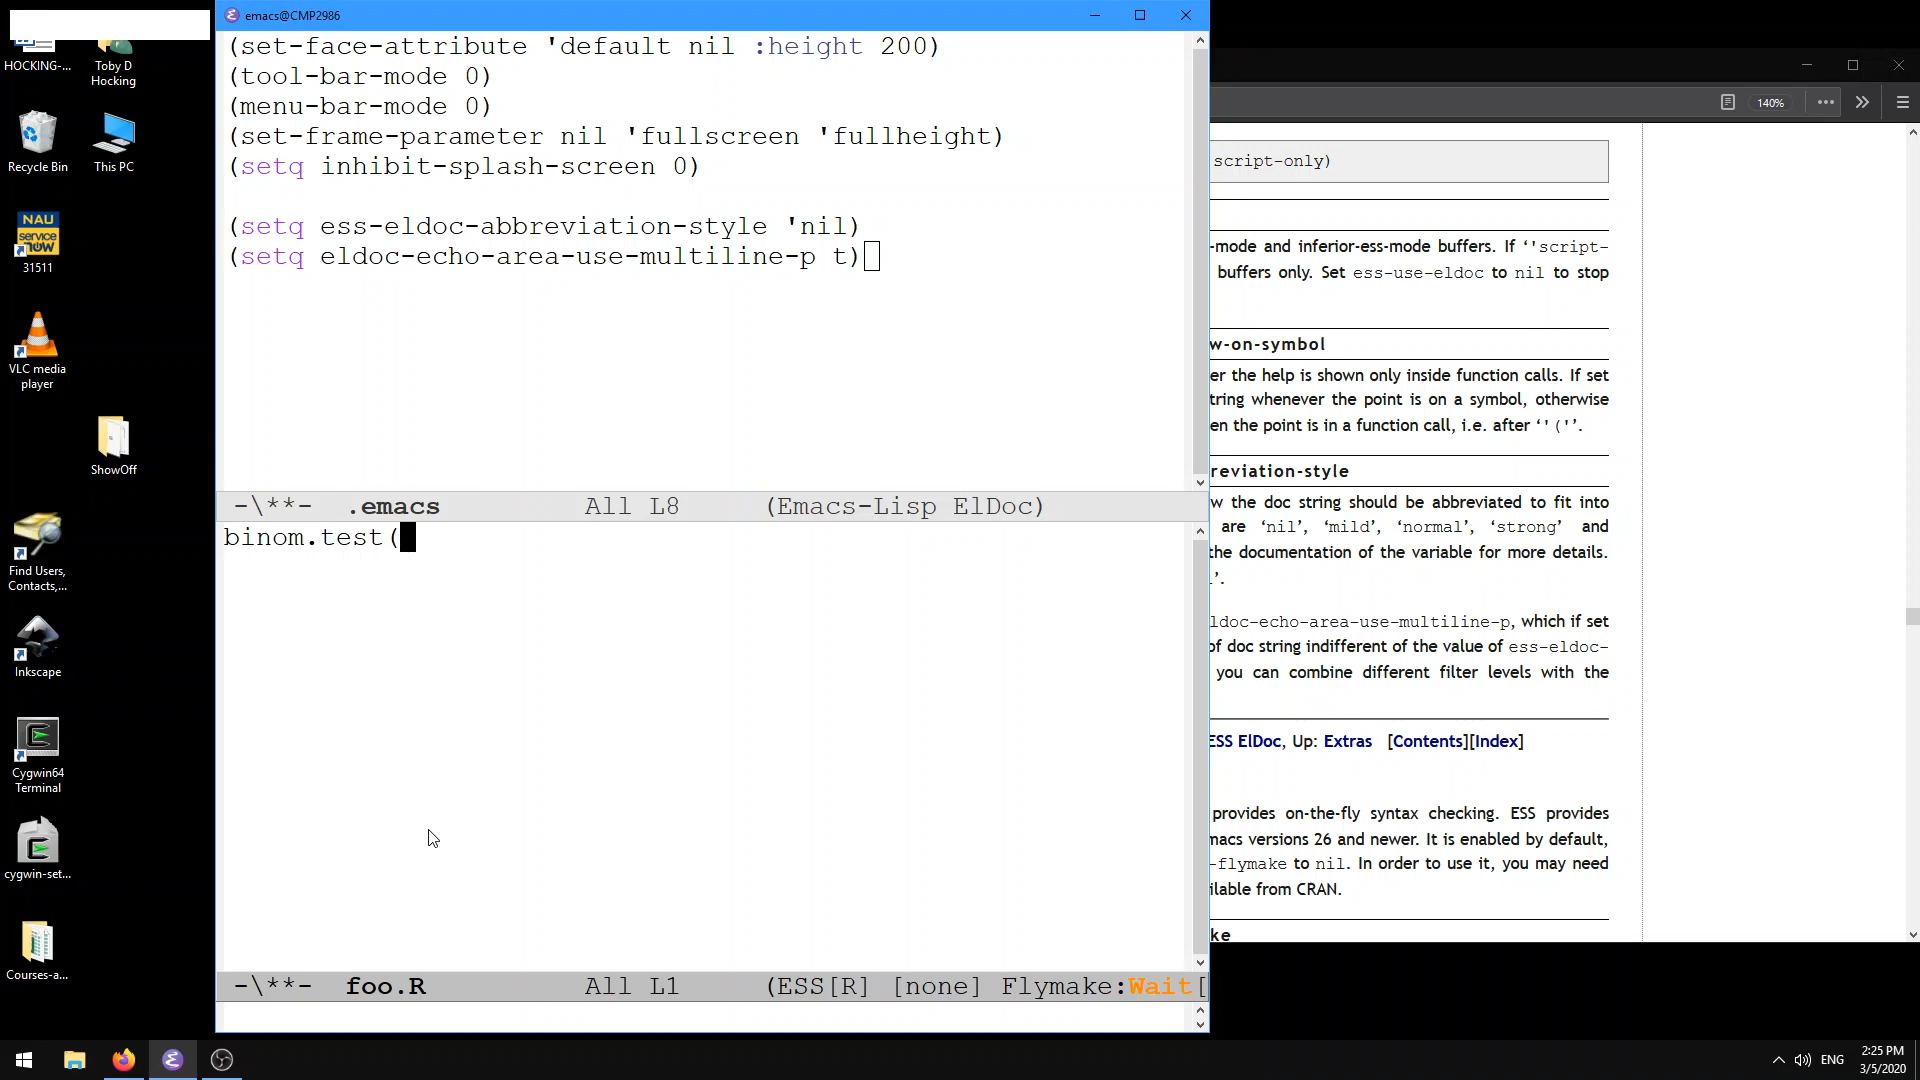 emacs@CMP2986
(set-face-attribute 'default nil :height 200)
(tool-bar-mode 0)
(menu-bar-mode 0)
(set-frame-parameter nil 'fullscreen 'fullheight)
(setq inhibit-splash-screen 0)
(setq ess-eldoc-abbreviation-style 'nil)
(setq eldoc-echo-area-use-multiline-p t)
-\**-  .emacs  All L8  (Emacs-Lisp ElDoc)
binom.test(
-\**-  foo.R  All L1  (ESS[R] [none] Flymake:Wait[
HOCKING-...
Toby D
Hocking
Recycle Bin
This PC
NAU
service
now
31511
VLC media
player
ShowOff
Find Users,
Contacts,...
Inkscape
Cygwin64
Terminal
cygwin-set...
Courses-a...
140%
script-only)
-mode and inferior-ess-mode buffers. If ‘'script-
buffers only. Set ess-use-eldoc to nil to stop
w-on-symbol
er the help is shown only inside function calls. If set
tring whenever the point is on a symbol, otherwise
en the point is in a function call, i.e. after ‘'('’.
reviation-style
w the doc string should be abbreviated to fit into
are ‘nil’, ‘mild’, ‘normal’, ‘strong’ and
the documentation of the variable for more details.
’.
ldoc-echo-area-use-multiline-p, which if set
of doc string indifferent of the value of ess-eldoc-
you can combine different filter levels with the
ESS ElDoc, Up: Extras [Contents][Index]
provides on-the-fly syntax checking. ESS provides
macs versions 26 and newer. It is enabled by default,
-flymake to nil. In order to use it, you may need
ilable from CRAN.
ke
ENG
2:25 PM
3/5/2020